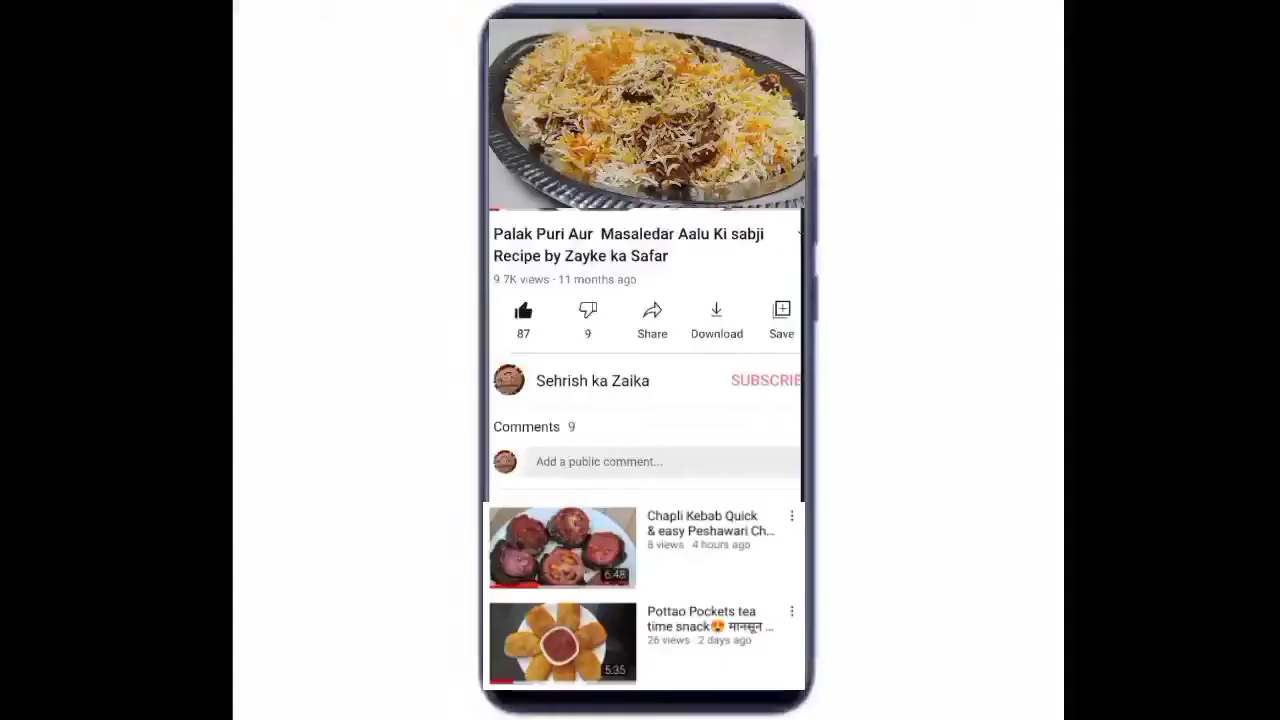 Palak Puri Aur Masaledar Aalu Ki sabji
Recipe by Zayke ka Safar
9.7K views · 11 months ago
87
9
Share
Download
Save
Sehrish ka Zaika
SUBSCRIBE
Comments 9
Add a public comment...
Chapli Kebab Quick
& easy Peshawari Ch...
8 views 4 hours ago
6:48
Pottao Pockets tea
time snack😍 मानसून ...
26 views 2 days ago
5:35